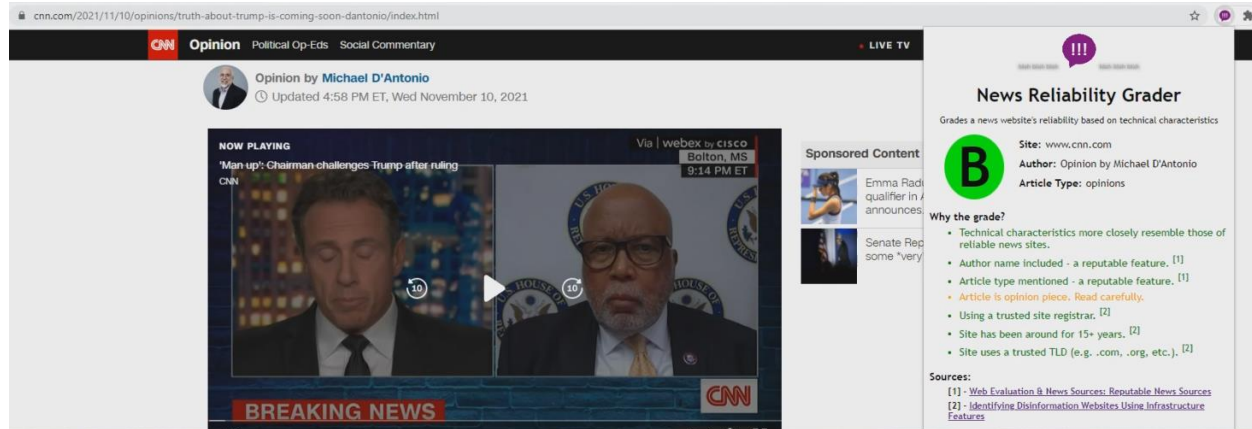 cnn.com/2021/11/10/opinions/truth-about-trump-is-coming-soon-dantonio/index.html
CNN Opinion Political Op-Eds Social Commentary
LIVE TV
Opinion by Michael D'Antonio
Updated 4:58 PM ET, Wed November 10, 2021
NOW PLAYING
'Man up': Chairman challenges Trump after ruling
CNN
Via | webex by CISCO
Bolton, MS
9:14 PM ET
10
10
BREAKING NEWS
CNN
Sponsored Content
Emma Radu
qualifier in A
announces
Senate Rep
some "very
!!!
News Reliability Grader
Grades a news website's reliability based on technical characteristics
B
Site: www.cnn.com
Author: Opinion by Michael D'Antonio
Article Type: opinions
Why the grade?
• Technical characteristics more closely resemble those of
reliable news sites.
• Author name included - a reputable feature. [1]
• Article type mentioned - a reputable feature. [1]
• Article is opinion piece. Read carefully.
• Using a trusted site registrar. [2]
• Site has been around for 15+ years. [2]
• Site uses a trusted TLD (e.g. .com, .org, etc.). [2]
Sources:
[1] - Web Evaluation & News Sources: Reputable News Sources
[2] - Identifying Disinformation Websites Using Infrastructure
Features